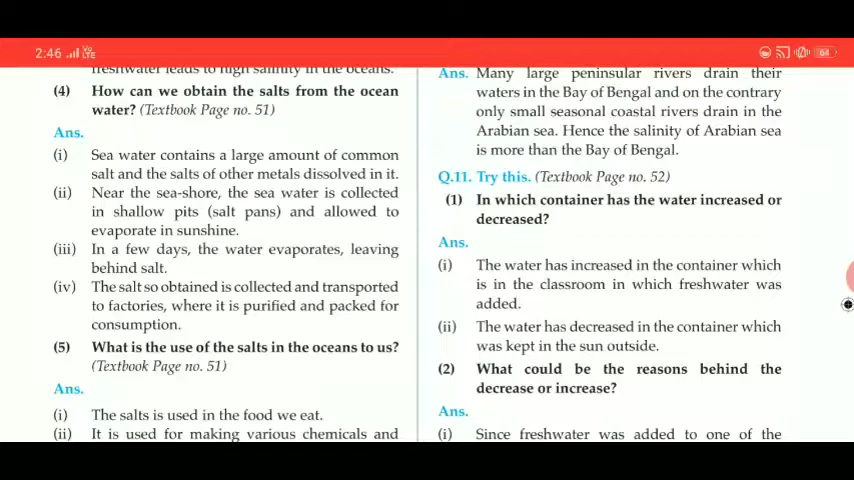 2:46
Vo
LTE
64
freshwater leads to high salinity in the oceans.
(4) How can we obtain the salts from the ocean
water? (Textbook Page no. 51)
Ans.
(i) Sea water contains a large amount of common
salt and the salts of other metals dissolved in it.
(ii) Near the sea-shore, the sea water is collected
in shallow pits (salt pans) and allowed to
evaporate in sunshine.
(iii) In a few days, the water evaporates, leaving
behind salt.
(iv) The salt so obtained is collected and transported
to factories, where it is purified and packed for
consumption.
(5) What is the use of the salts in the oceans to us?
(Textbook Page no. 51)
Ans.
(i) The salts is used in the food we eat.
(ii) It is used for making various chemicals and
Ans. Many large peninsular rivers drain their
waters in the Bay of Bengal and on the contrary
only small seasonal coastal rivers drain in the
Arabian sea. Hence the salinity of Arabian sea
is more than the Bay of Bengal.
Q.11. Try this. (Textbook Page no. 52)
(1) In which container has the water increased or
decreased?
Ans.
(i) The water has increased in the container which
is in the classroom in which freshwater was
added.
(ii) The water has decreased in the container which
was kept in the sun outside.
(2) What could be the reasons behind the
decrease or increase?
Ans.
(i) Since freshwater was added to one of the